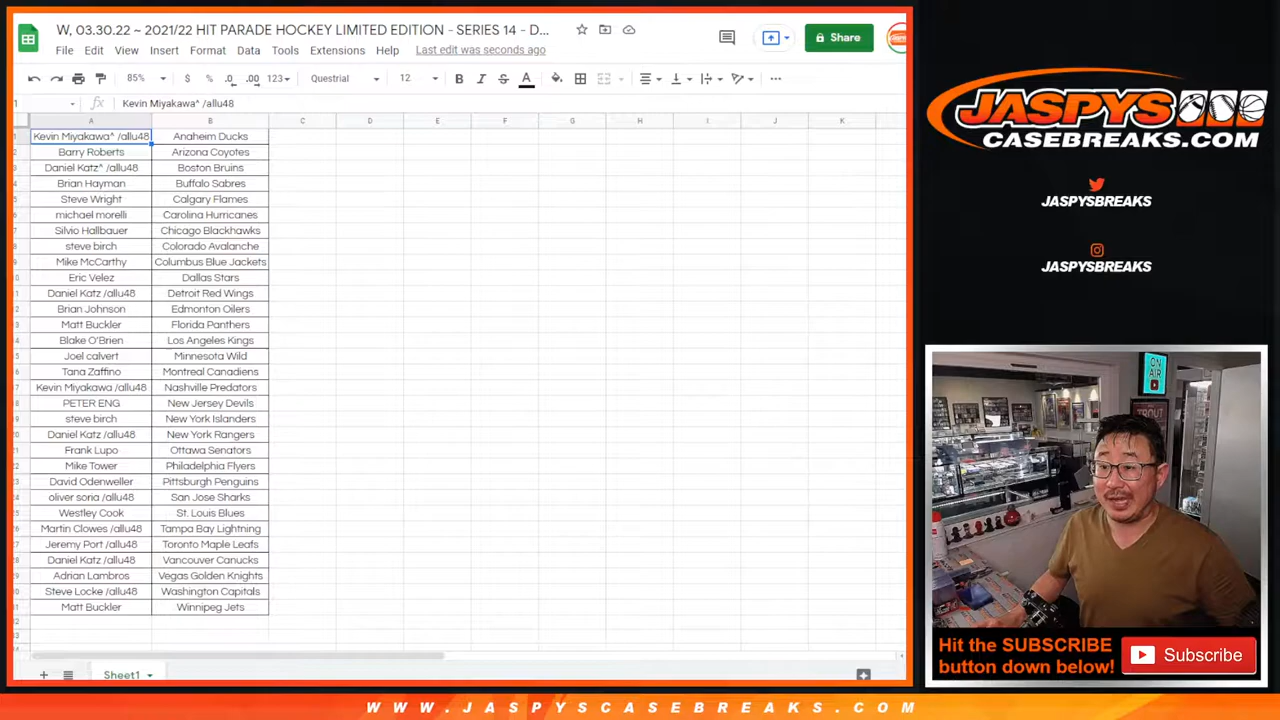 W, 03.30.22 ~ 2021/22 HIT PARADE HOCKEY LIMITED EDITION - SERIES 14 - D...
File Edit View Insert Format Data Tools Extensions Help Last edit was seconds ago
Share
85% $ % .0 .00 123 Questrial 12 B I S A
1 fx Kevin Miyakawa^ /allu48
A B C D E F G H I J K
Kevin Miyakawa^ /allu48 Anaheim Ducks
Barry Roberts Arizona Coyotes
Daniel Katz^ /allu48 Boston Bruins
Brian Hayman Buffalo Sabres
Steve Wright Calgary Flames
michael morelli Carolina Hurricanes
Silvio Hallbauer Chicago Blackhawks
steve birch Colorado Avalanche
Mike McCarthy Columbus Blue Jackets
Eric Velez Dallas Stars
Daniel Katz /allu48 Detroit Red Wings
Brian Johnson Edmonton Oilers
Matt Buckler Florida Panthers
Blake O'Brien Los Angeles Kings
Joel calvert Minnesota Wild
Tana Zaffino Montreal Canadiens
Kevin Miyakawa /allu48 Nashville Predators
PETER ENG New Jersey Devils
steve birch New York Islanders
Daniel Katz /allu48 New York Rangers
Frank Lupo Ottawa Senators
Mike Tower Philadelphia Flyers
David Odenweller Pittsburgh Penguins
oliver soria /allu48 San Jose Sharks
Westley Cook St. Louis Blues
Martin Clowes /allu48 Tampa Bay Lightning
Jeremy Port /allu48 Toronto Maple Leafs
Daniel Katz /allu48 Vancouver Canucks
Adrian Lambros Vegas Golden Knights
Steve Locke /allu48 Washington Capitals
Matt Buckler Winnipeg Jets
Sheet1
JASPYS
CASEBREAKS.COM
JASPYSBREAKS
JASPYSBREAKS
ON AIR
TROUT
Hit the SUBSCRIBE
button down below!
Subscribe
WWW.JASPYSCASEBREAKS.COM